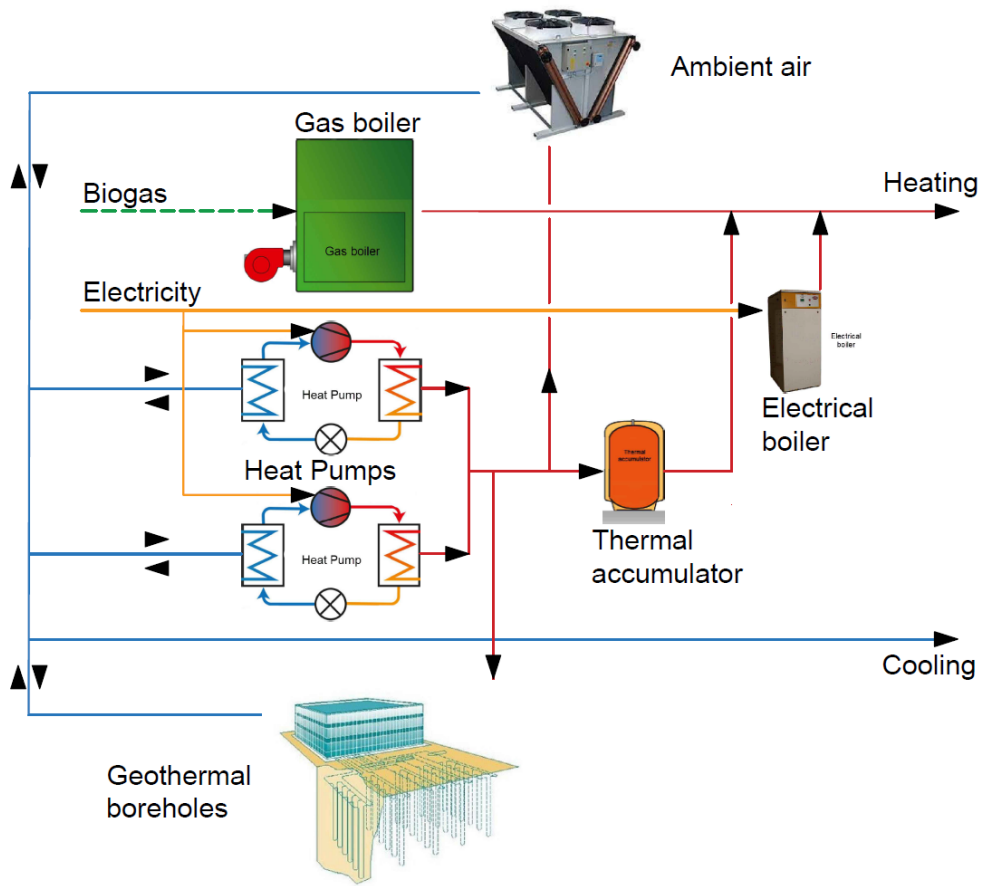 Ambient air
Gas boiler
Biogas
Heating
Gas boiler
Electricity
Electrical
boiler
Heat Pump
Electrical
boiler
Heat Pumps
Thermal
accumulator
Heat Pump
Thermal
accumulator
Cooling
Geothermal
boreholes